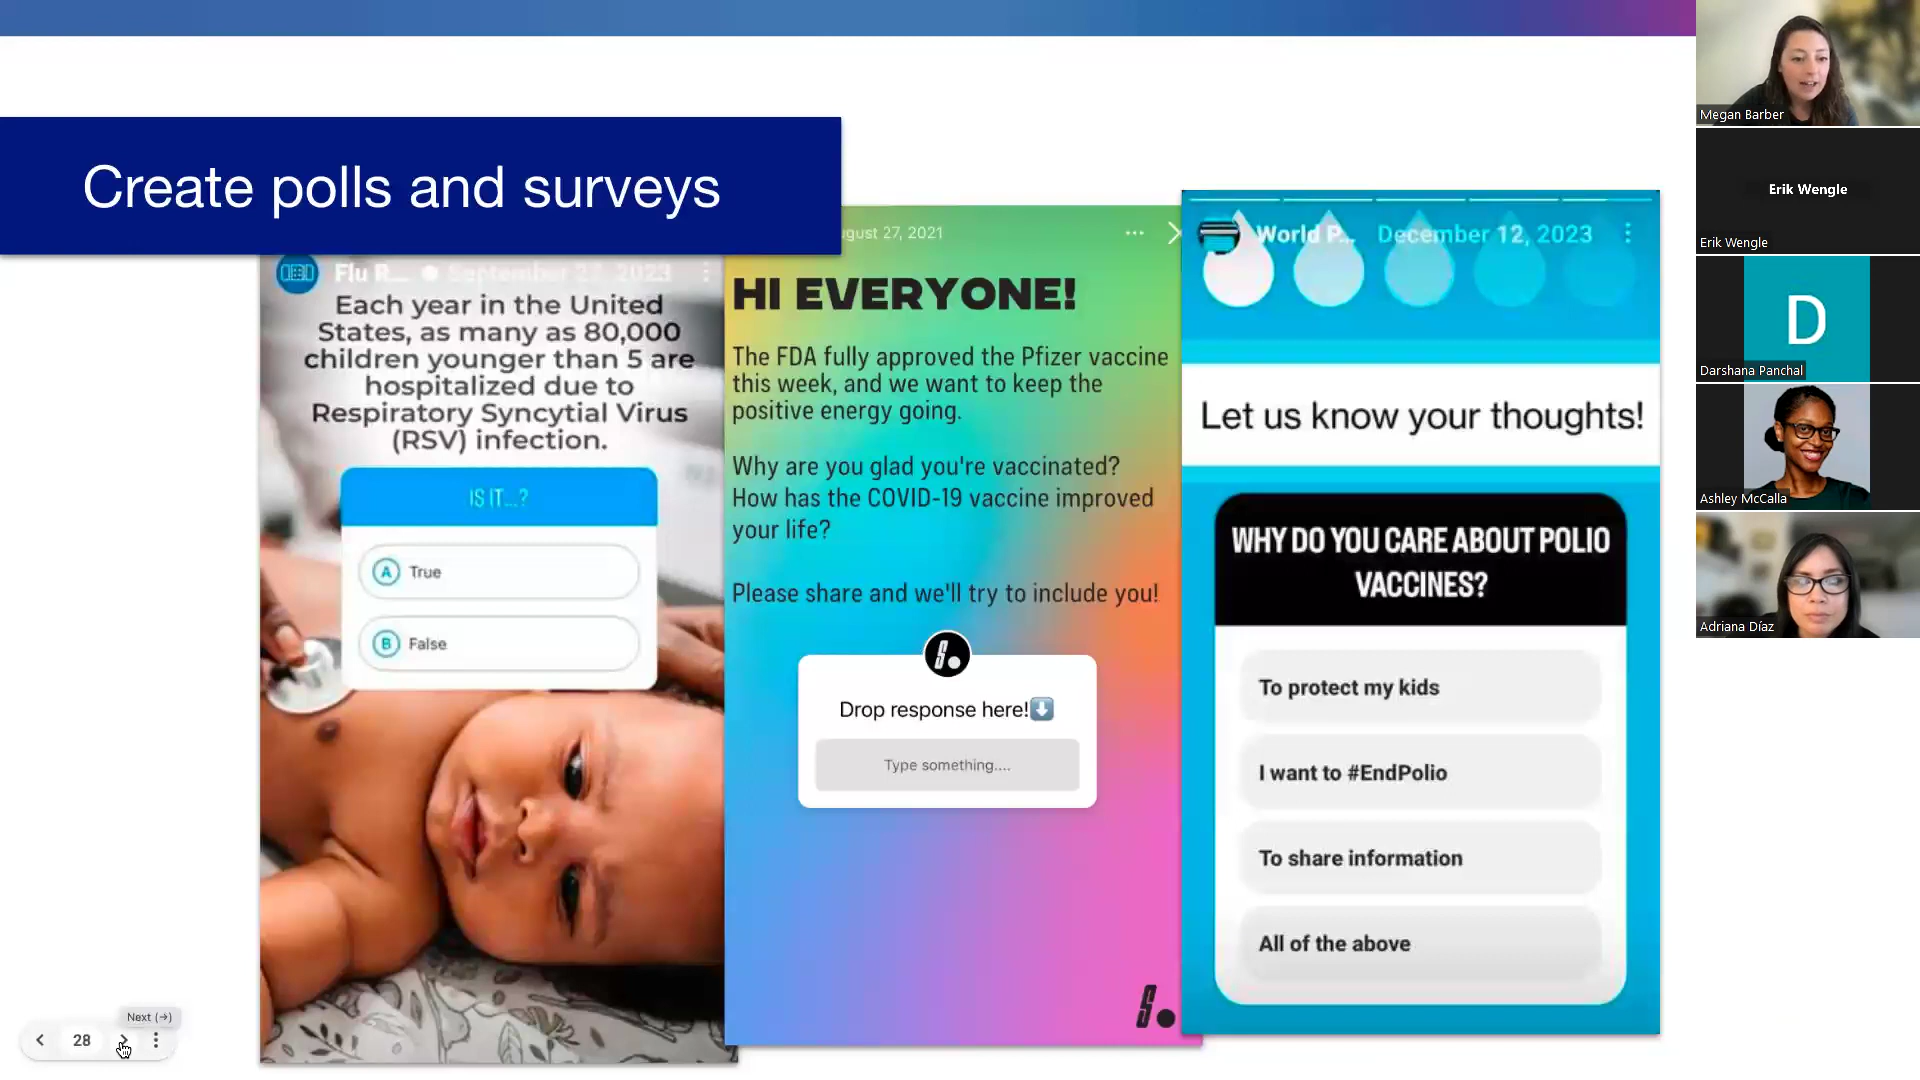 Create polls and surveys
Flu R... September 27, 2023
Each year in the United
States, as many as 80,000
children younger than 5 are
hospitalized due to
Respiratory Syncytial Virus
(RSV) infection.
IS IT...?
A True
B False
ugust 27, 2021
HI EVERYONE!
The FDA fully approved the Pfizer vaccine
this week, and we want to keep the
positive energy going.
Why are you glad you're vaccinated?
How has the COVID-19 vaccine improved
your life?
Please share and we'll try to include you!
S.
Drop response here!⬇️
Type something....
S.
World P... December 12, 2023
Let us know your thoughts!
WHY DO YOU CARE ABOUT POLIO
VACCINES?
To protect my kids
I want to #EndPolio
To share information
All of the above
Next (→)
28
Megan Barber
Erik Wengle
Erik Wengle
D
Darshana Panchal
Ashley McCalla
Adriana Díaz